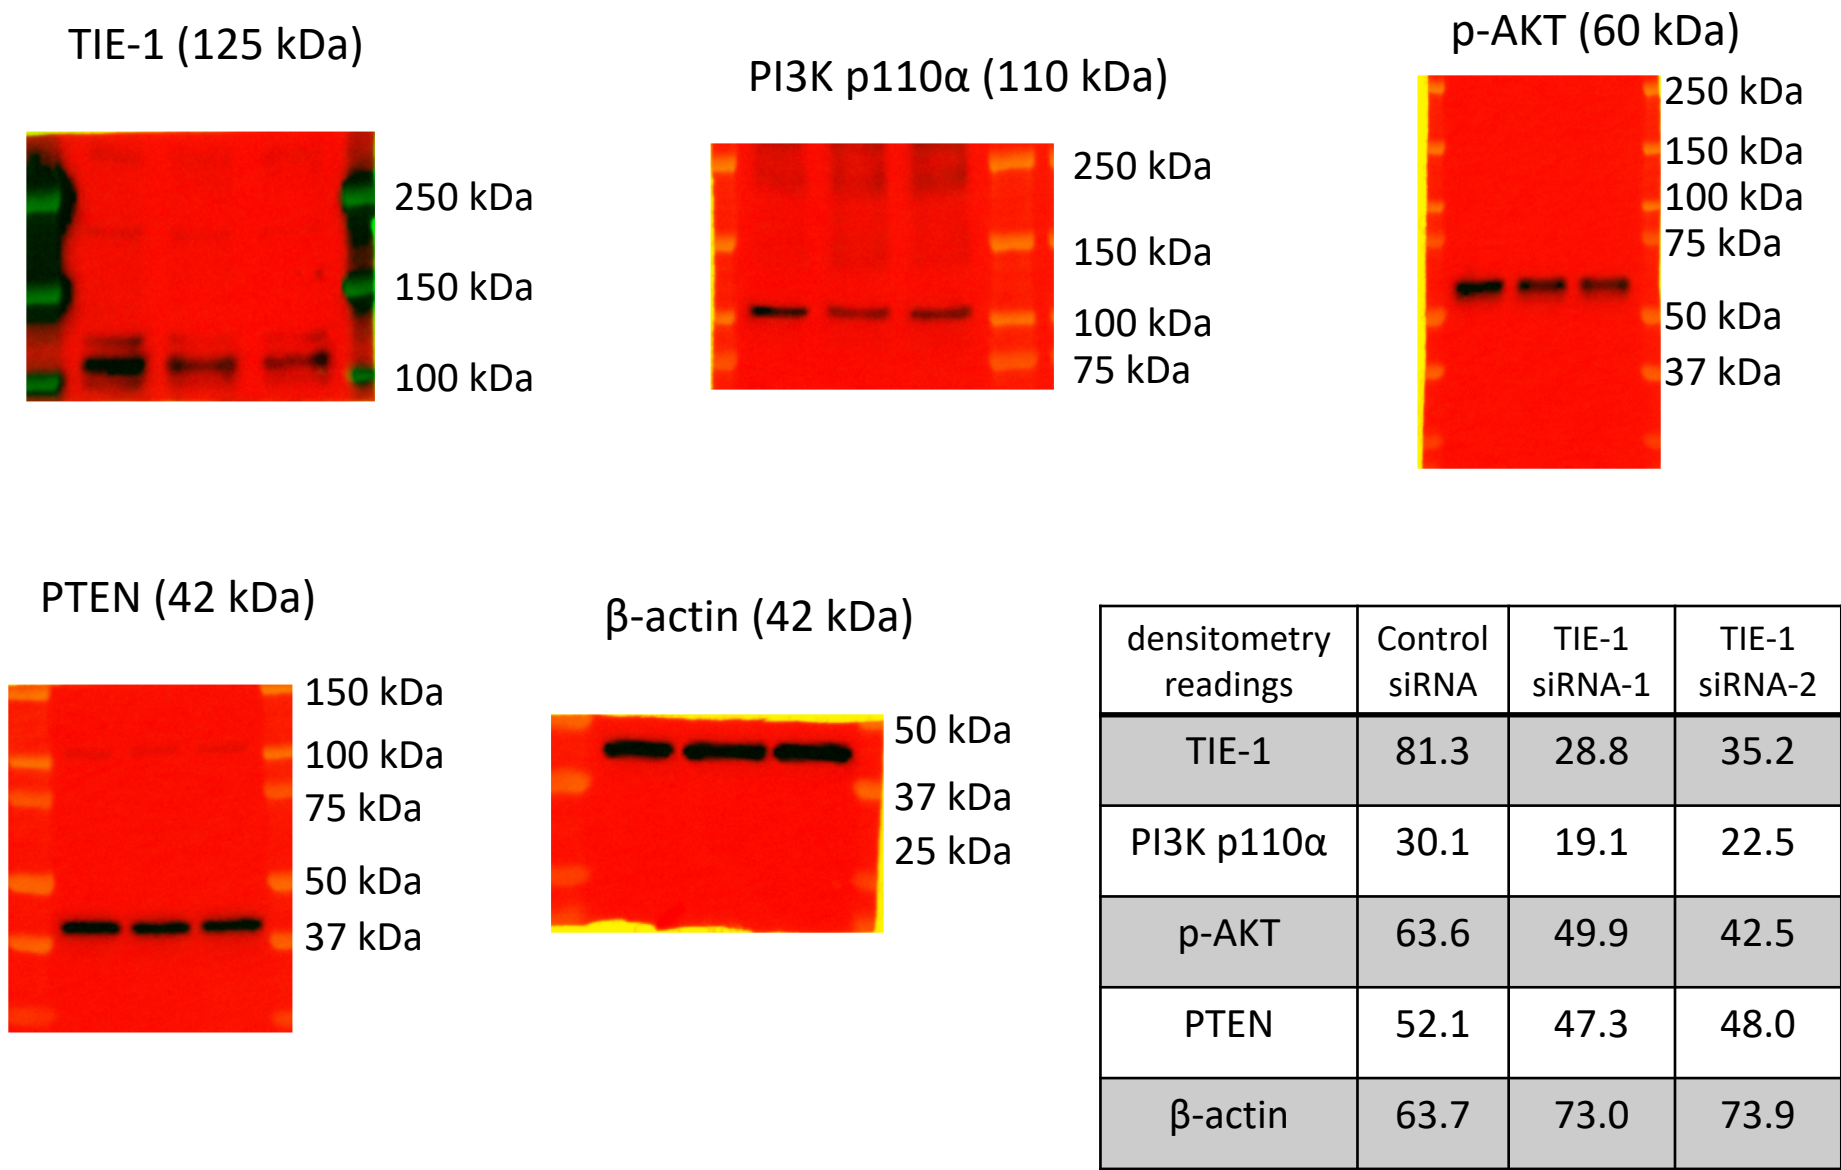 TIE-1 (125 kDa)
250 kDa
150 kDa
100 kDa
PI3K p110α (110 kDa)
250 kDa
150 kDa
100 kDa
75 kDa
p-AKT (60 kDa)
250 kDa
150 kDa
100 kDa
75 kDa
50 kDa
37 kDa
PTEN (42 kDa)
150 kDa
100 kDa
75 kDa
50 kDa
37 kDa
β-actin (42 kDa)
50 kDa
37 kDa
25 kDa
densitometry readings Control siRNA TIE-1 siRNA-1 TIE-1 siRNA-2
TIE-1 81.3 28.8 35.2
PI3K p110α 30.1 19.1 22.5
p-AKT 63.6 49.9 42.5
PTEN 52.1 47.3 48.0
β-actin 63.7 73.0 73.9